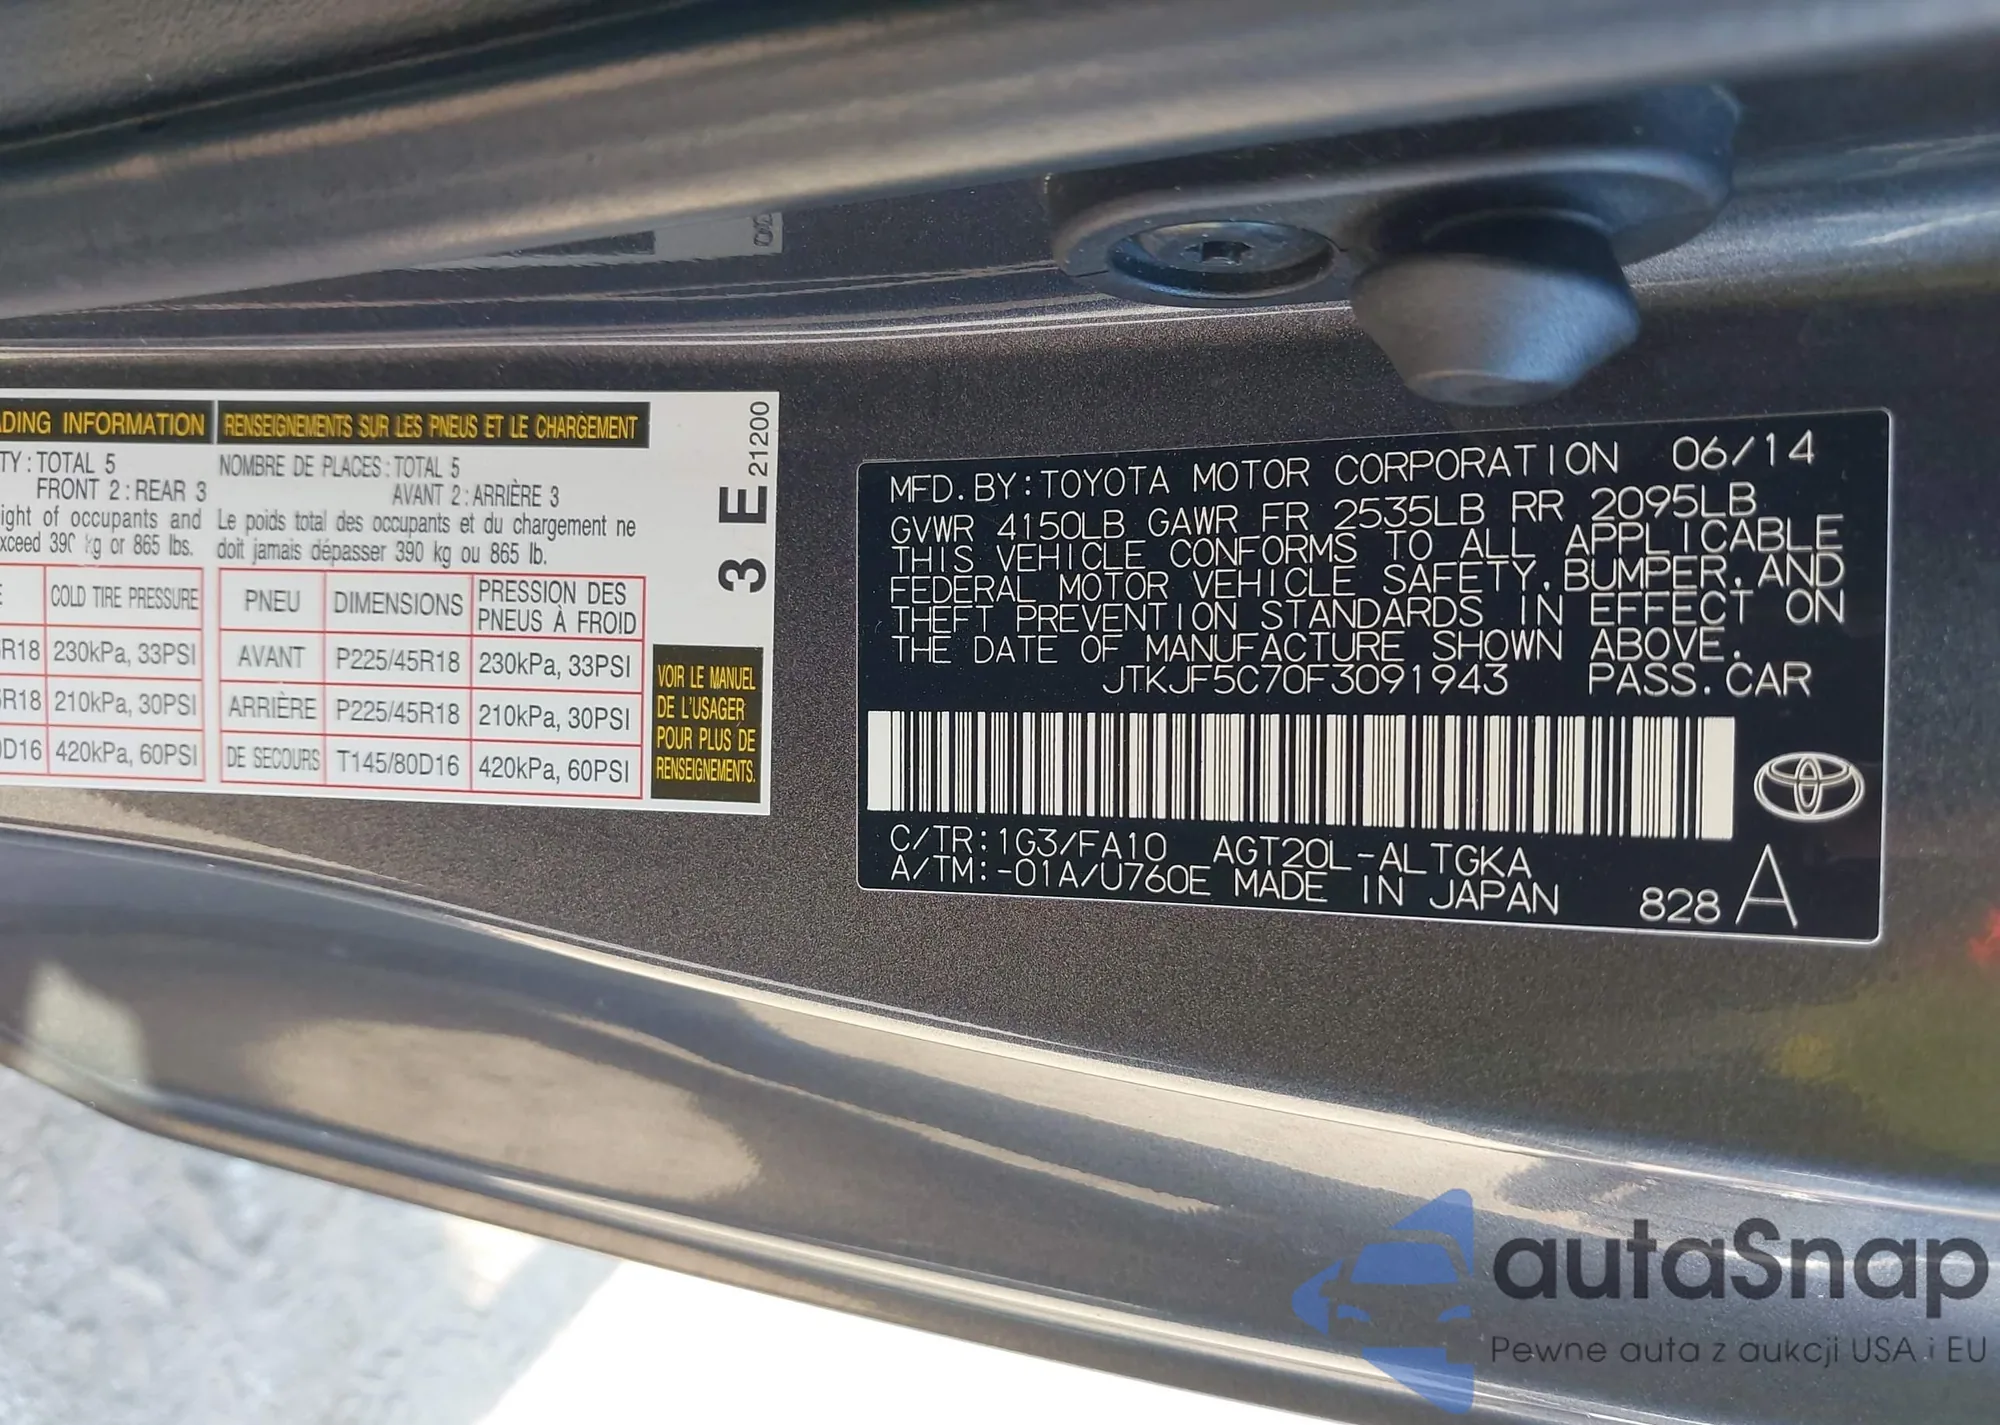 ADING INFORMATION
TY : TOTAL 5
FRONT 2 : REAR 3
ight of occupants and
xceed 390 kg or 865 lbs.
E COLD TIRE PRESSURE
5R18 230kPa, 33PSI
5R18 210kPa, 30PSI
0D16 420kPa, 60PSI
RENSEIGNEMENTS SUR LES PNEUS ET LE CHARGEMENT
NOMBRE DE PLACES : TOTAL 5
AVANT 2 : ARRIÈRE 3
Le poids total des occupants et du chargement ne
doit jamais dépasser 390 kg ou 865 lb.
PNEU DIMENSIONS PRESSION DES
PNEUS À FROID
AVANT P225/45R18 230kPa, 33PSI
ARRIÈRE P225/45R18 210kPa, 30PSI
DE SECOURS T145/80D16 420kPa, 60PSI
3 E 21200
VOIR LE MANUEL
DE L'USAGER
POUR PLUS DE
RENSEIGNEMENTS.
MFD. BY : TOYOTA MOTOR CORPORATION 06/14
GVWR 4150LB GAWR FR 2535LB RR 2095LB
THIS VEHICLE CONFORMS TO ALL APPLICABLE
FEDERAL MOTOR VEHICLE SAFETY, BUMPER, AND
THEFT PREVENTION STANDARDS IN EFFECT ON
THE DATE OF MANUFACTURE SHOWN ABOVE.
JTKJF5C70F3091943 PASS. CAR
C/TR: 1G3/FA10 AGT20L-ALTGKA
A/TM: -01A/U760E MADE IN JAPAN 828 A
autaSnap
Pewne auta z aukcji USA i EU